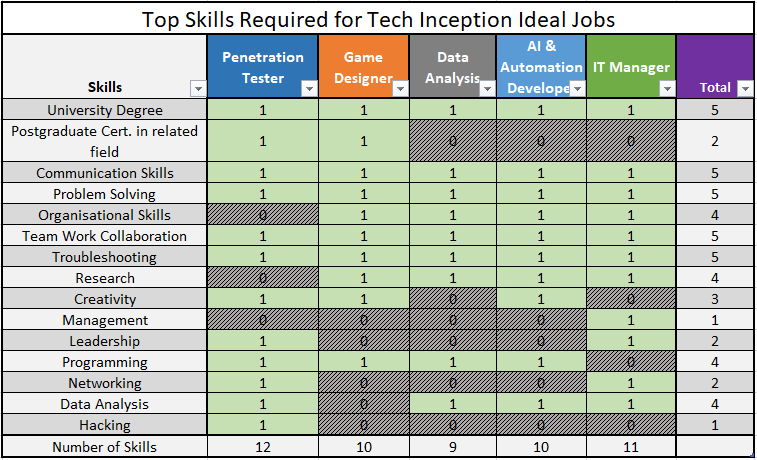 Top Skills Required for Tech Inception Ideal Jobs
Skills Penetration Tester Game Designer Data Analysis AI & Automation Develope IT Manager Total
University Degree 1 1 1 1 1 5
Postgraduate Cert. in related field 1 1 0 0 0 2
Communication Skills 1 1 1 1 1 5
Problem Solving 1 1 1 1 1 5
Organisational Skills 0 1 1 1 1 4
Team Work Collaboration 1 1 1 1 1 5
Troubleshooting 1 1 1 1 1 5
Research 0 1 1 1 1 4
Creativity 1 1 0 1 0 3
Management 0 0 0 0 1 1
Leadership 1 0 0 0 1 2
Programming 1 1 1 1 0 4
Networking 1 0 0 0 1 2
Data Analysis 1 0 1 1 1 4
Hacking 1 0 0 0 0 1
Number of Skills 12 10 9 10 11